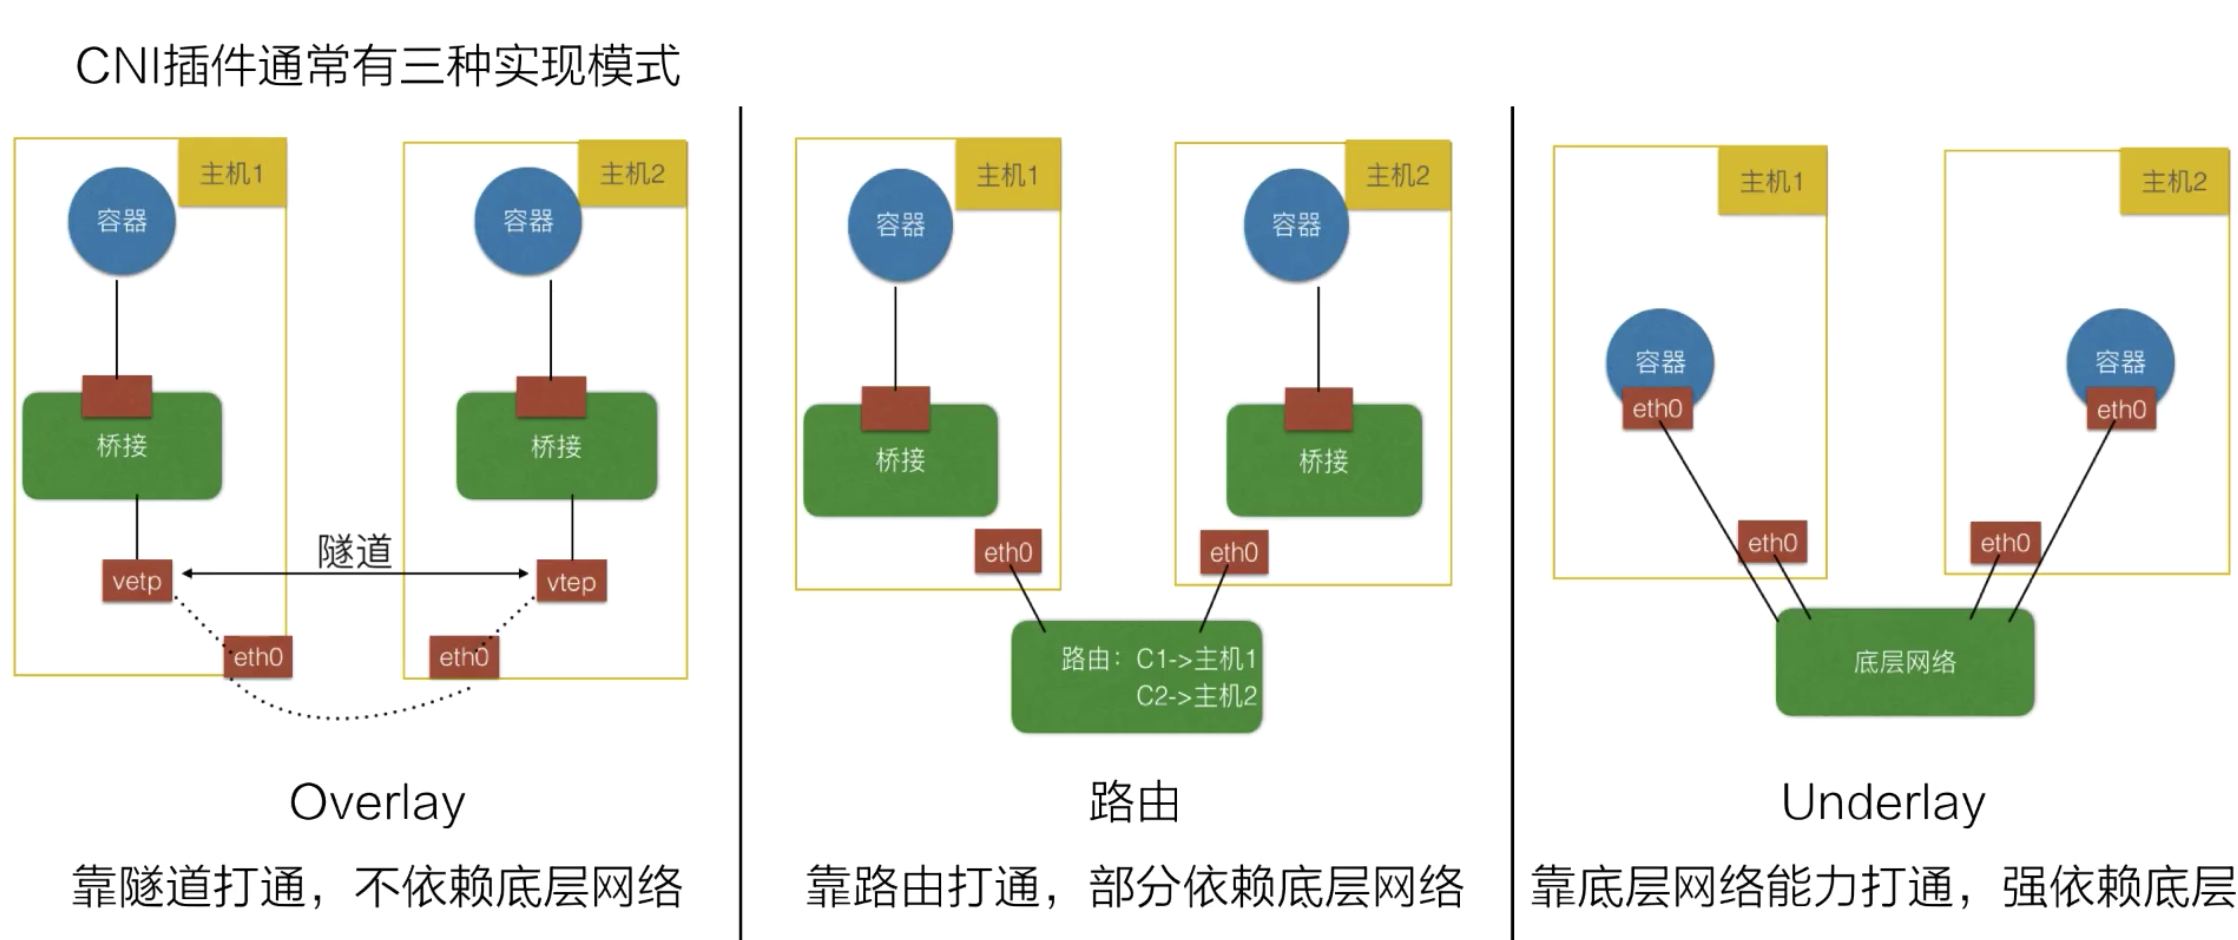 CNI插件通常有三种实现模式
主机1
容器
桥接
vetp
eth0
主机2
容器
桥接
vtep
eth0
隧道
Overlay
靠隧道打通，不依赖底层网络
主机1
容器
桥接
eth0
主机2
容器
桥接
eth0
路由：C1->主机1
C2->主机2
路由
靠路由打通，部分依赖底层网络
主机1
容器
eth0
eth0
主机2
容器
eth0
eth0
底层网络
Underlay
靠底层网络能力打通，强依赖底层